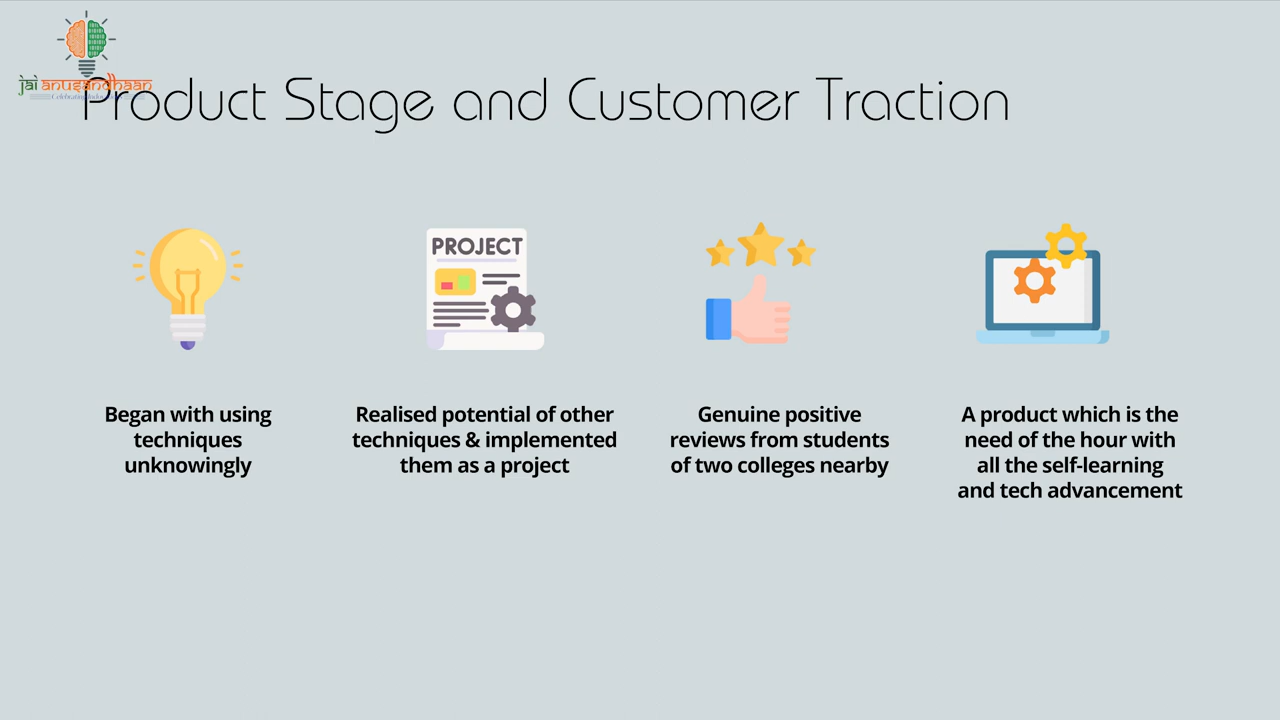 jai anusandhaan
Product Stage and Customer Traction
PROJECT
Began with using
techniques
unknowingly
Realised potential of other
techniques & implemented
them as a project
Genuine positive
reviews from students
of two colleges nearby
A product which is the
need of the hour with
all the self-learning
and tech advancement